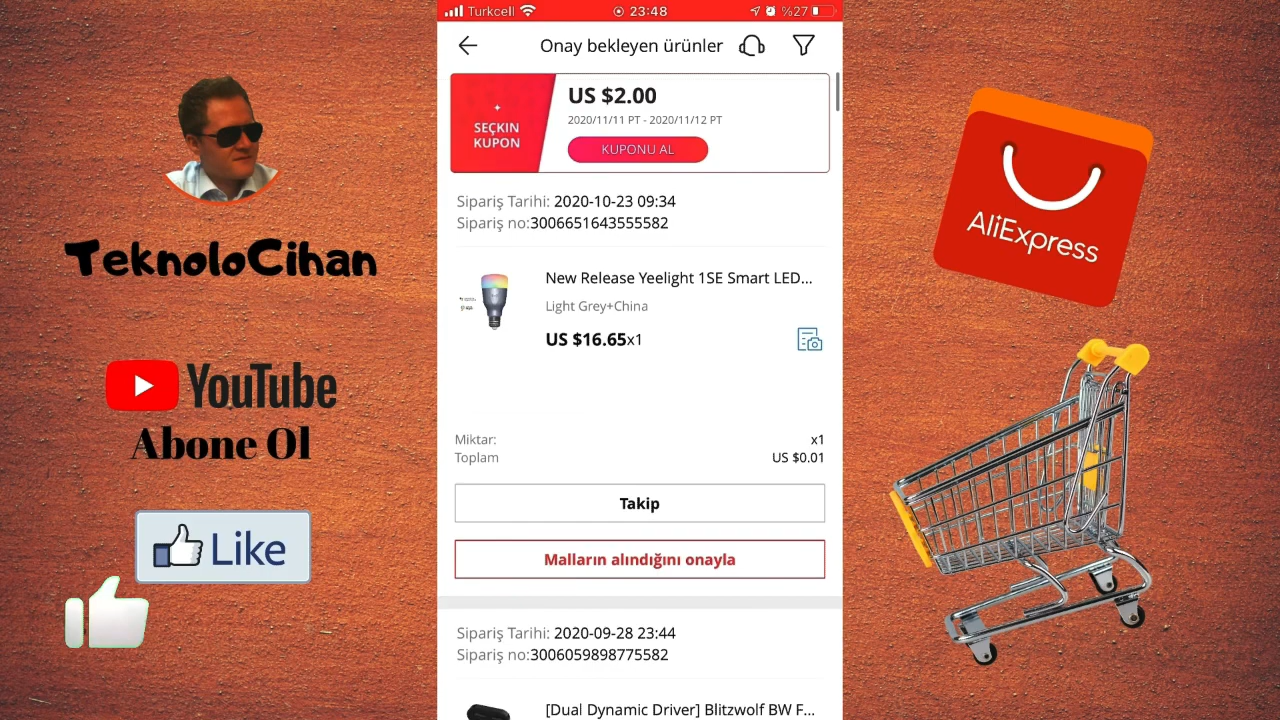 Turkcell
23:48
%27
Onay bekleyen ürünler
SEÇKIN
KUPON
US $2.00
2020/11/11 PT - 2020/11/12 PT
KUPONU AL
Sipariş Tarihi: 2020-10-23 09:34
Sipariş no:3006651643555582
New Release Yeelight 1SE Smart LED...
Light Grey+China
US $16.65x1
Miktar:
x1
Toplam
US $0.01
Takip
Malların alındığını onayla
Sipariş Tarihi: 2020-09-28 23:44
Sipariş no:3006059898775582
[Dual Dynamic Driver] Blitzwolf BW F...
TeknoloCihan
YouTube
Abone Ol
Like
AliExpress